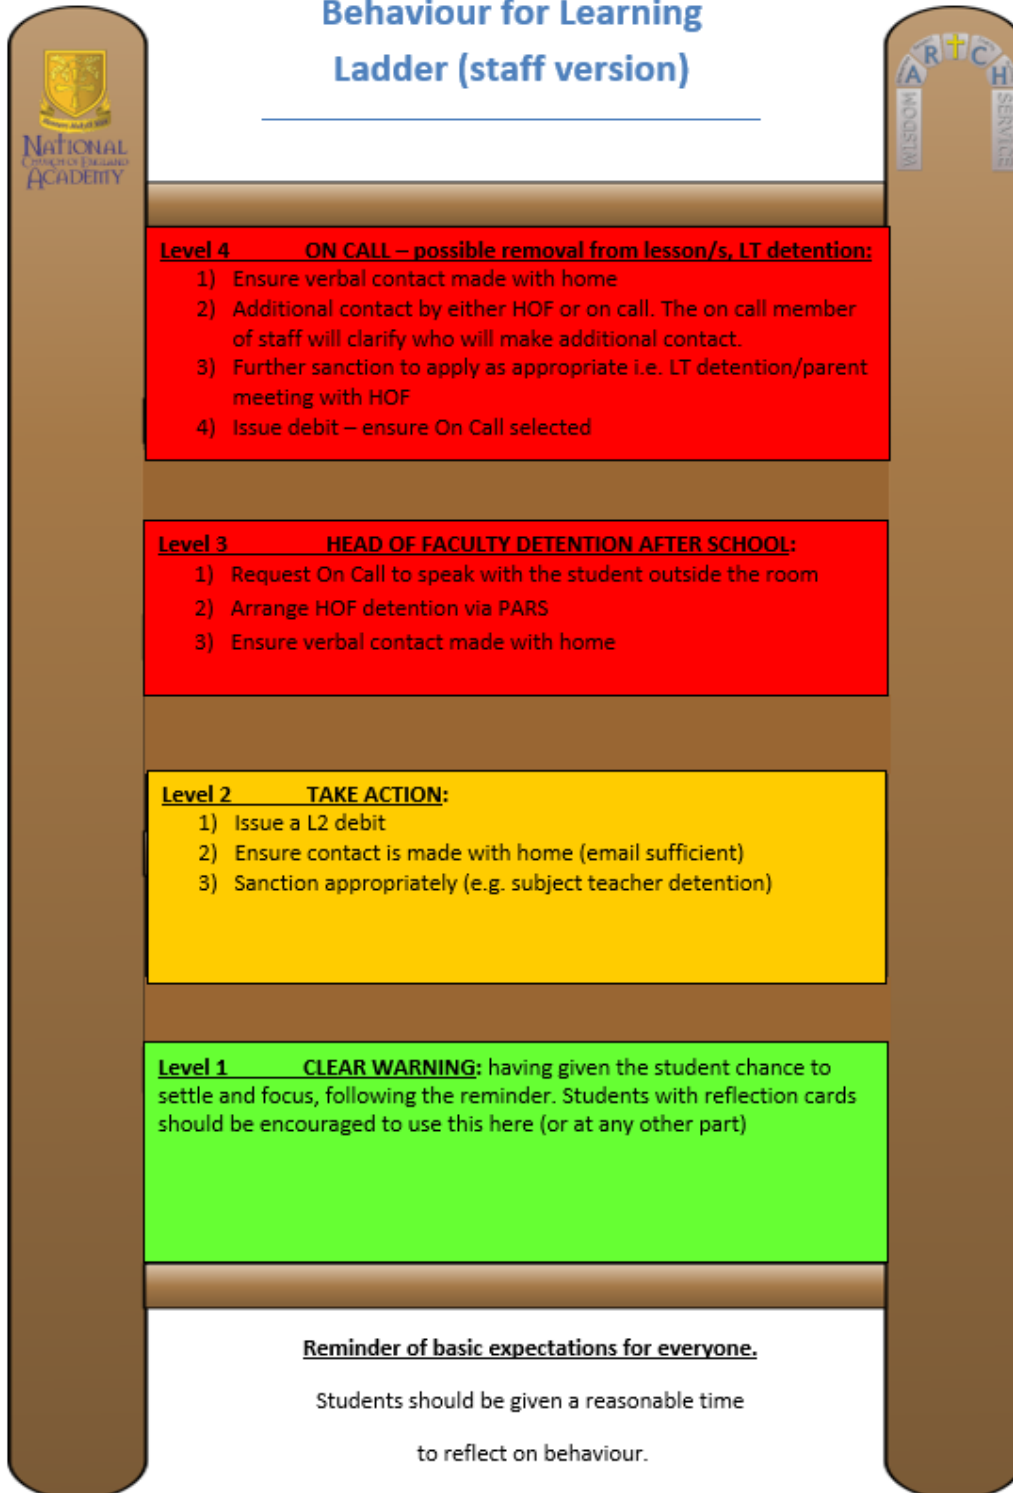 Behaviour for Learning
Ladder (staff version)
NATIONAL
CHURCH OF ENGLAND
ACADEMY
ARCH
WISDOM
SERVICE
Level 4 ON CALL – possible removal from lesson/s, LT detention:
1) Ensure verbal contact made with home
2) Additional contact by either HOF or on call. The on call member
of staff will clarify who will make additional contact.
3) Further sanction to apply as appropriate i.e. LT detention/parent
meeting with HOF
4) Issue debit – ensure On Call selected
Level 3 HEAD OF FACULTY DETENTION AFTER SCHOOL:
1) Request On Call to speak with the student outside the room
2) Arrange HOF detention via PARS
3) Ensure verbal contact made with home
Level 2 TAKE ACTION:
1) Issue a L2 debit
2) Ensure contact is made with home (email sufficient)
3) Sanction appropriately (e.g. subject teacher detention)
Level 1 CLEAR WARNING: having given the student chance to
settle and focus, following the reminder. Students with reflection cards
should be encouraged to use this here (or at any other part)
Reminder of basic expectations for everyone.
Students should be given a reasonable time
to reflect on behaviour.